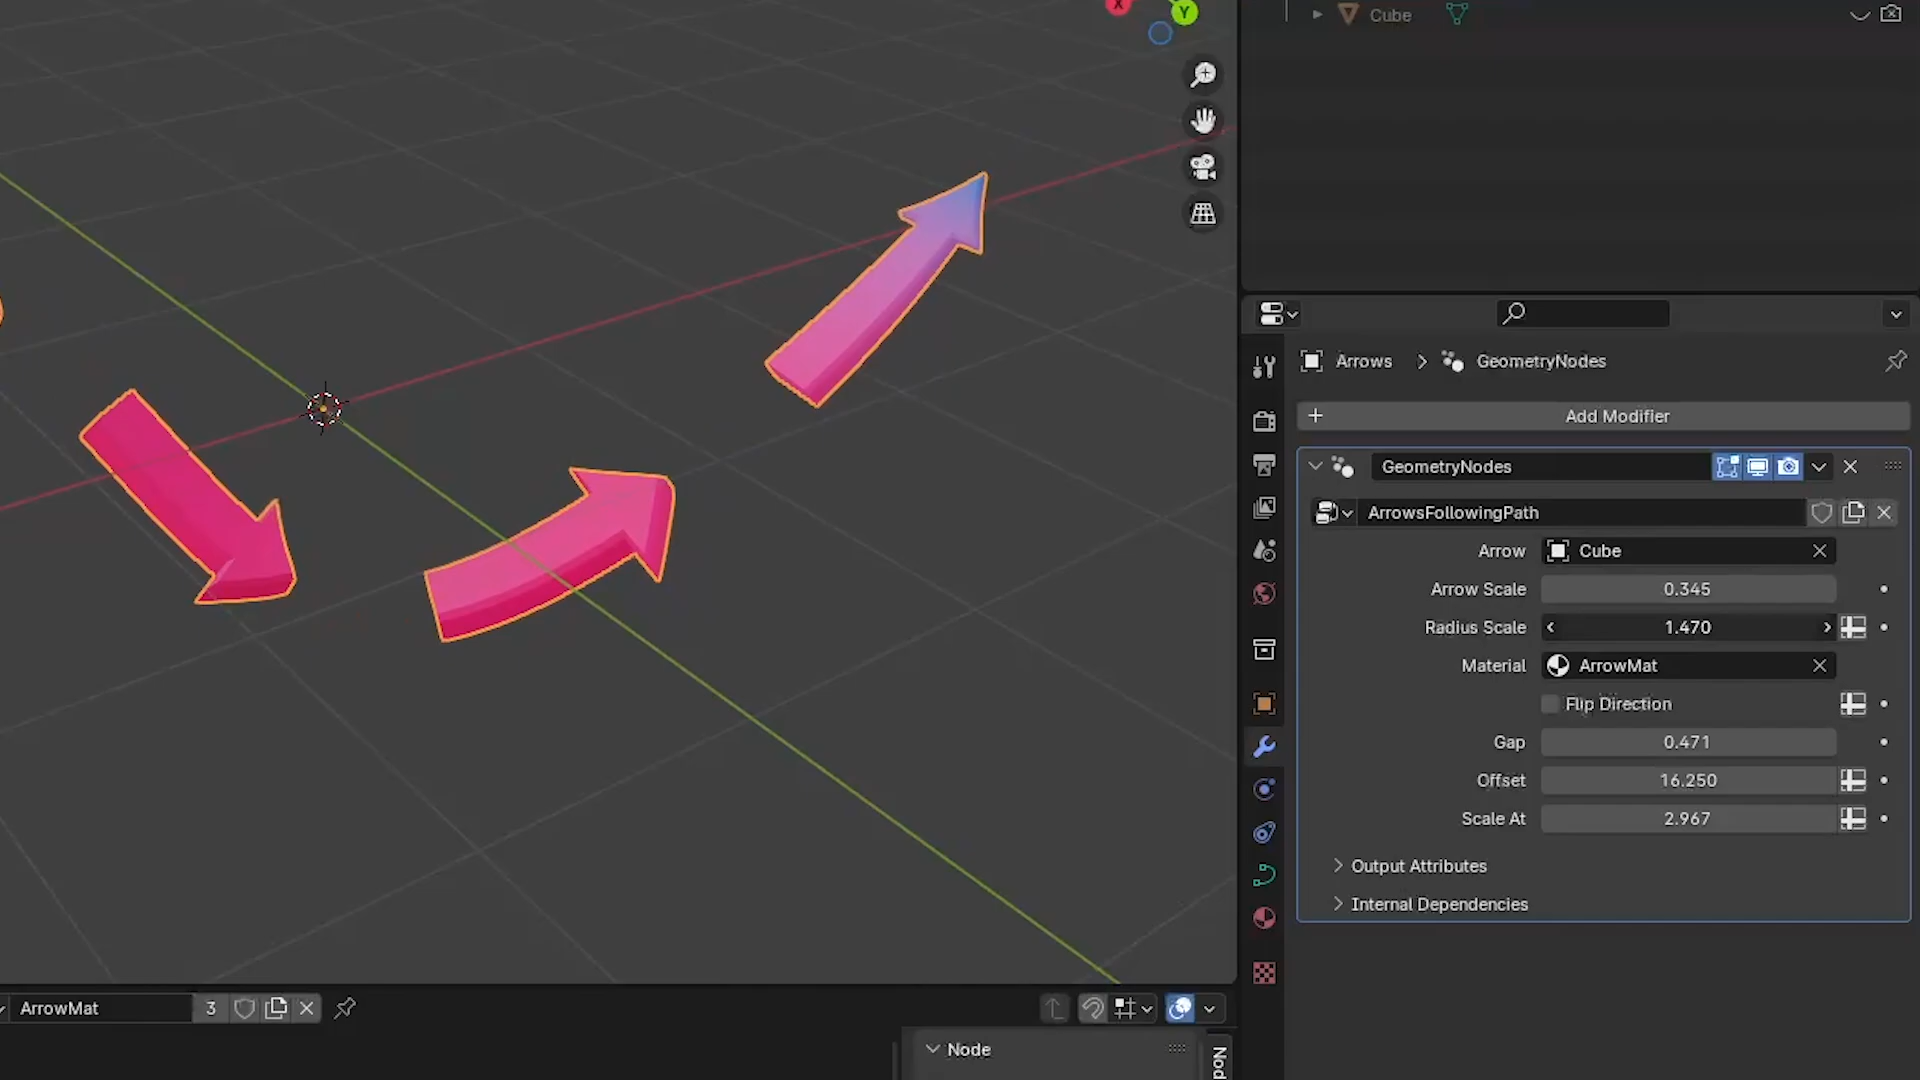 X
Y
Cube
Arrows > GeometryNodes
Add Modifier
GeometryNodes
ArrowsFollowingPath
Arrow Cube
Arrow Scale 0.345
Radius Scale 1.470
Material ArrowMat
Flip Direction
Gap 0.471
Offset 16.250
Scale At 2.967
Output Attributes
Internal Dependencies
ArrowMat 3
Node
Nod